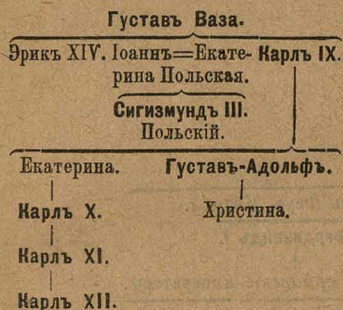 Густавъ Ваза.
Эрикъ XIV. Іоаннъ=Екате- Карлъ IX.
рина Польская.
Сигизмундъ III.
Польскій.
Екатерина. Густавъ-Адольфъ.
Карлъ X. Христина.
Карлъ XI.
Карлъ XII.